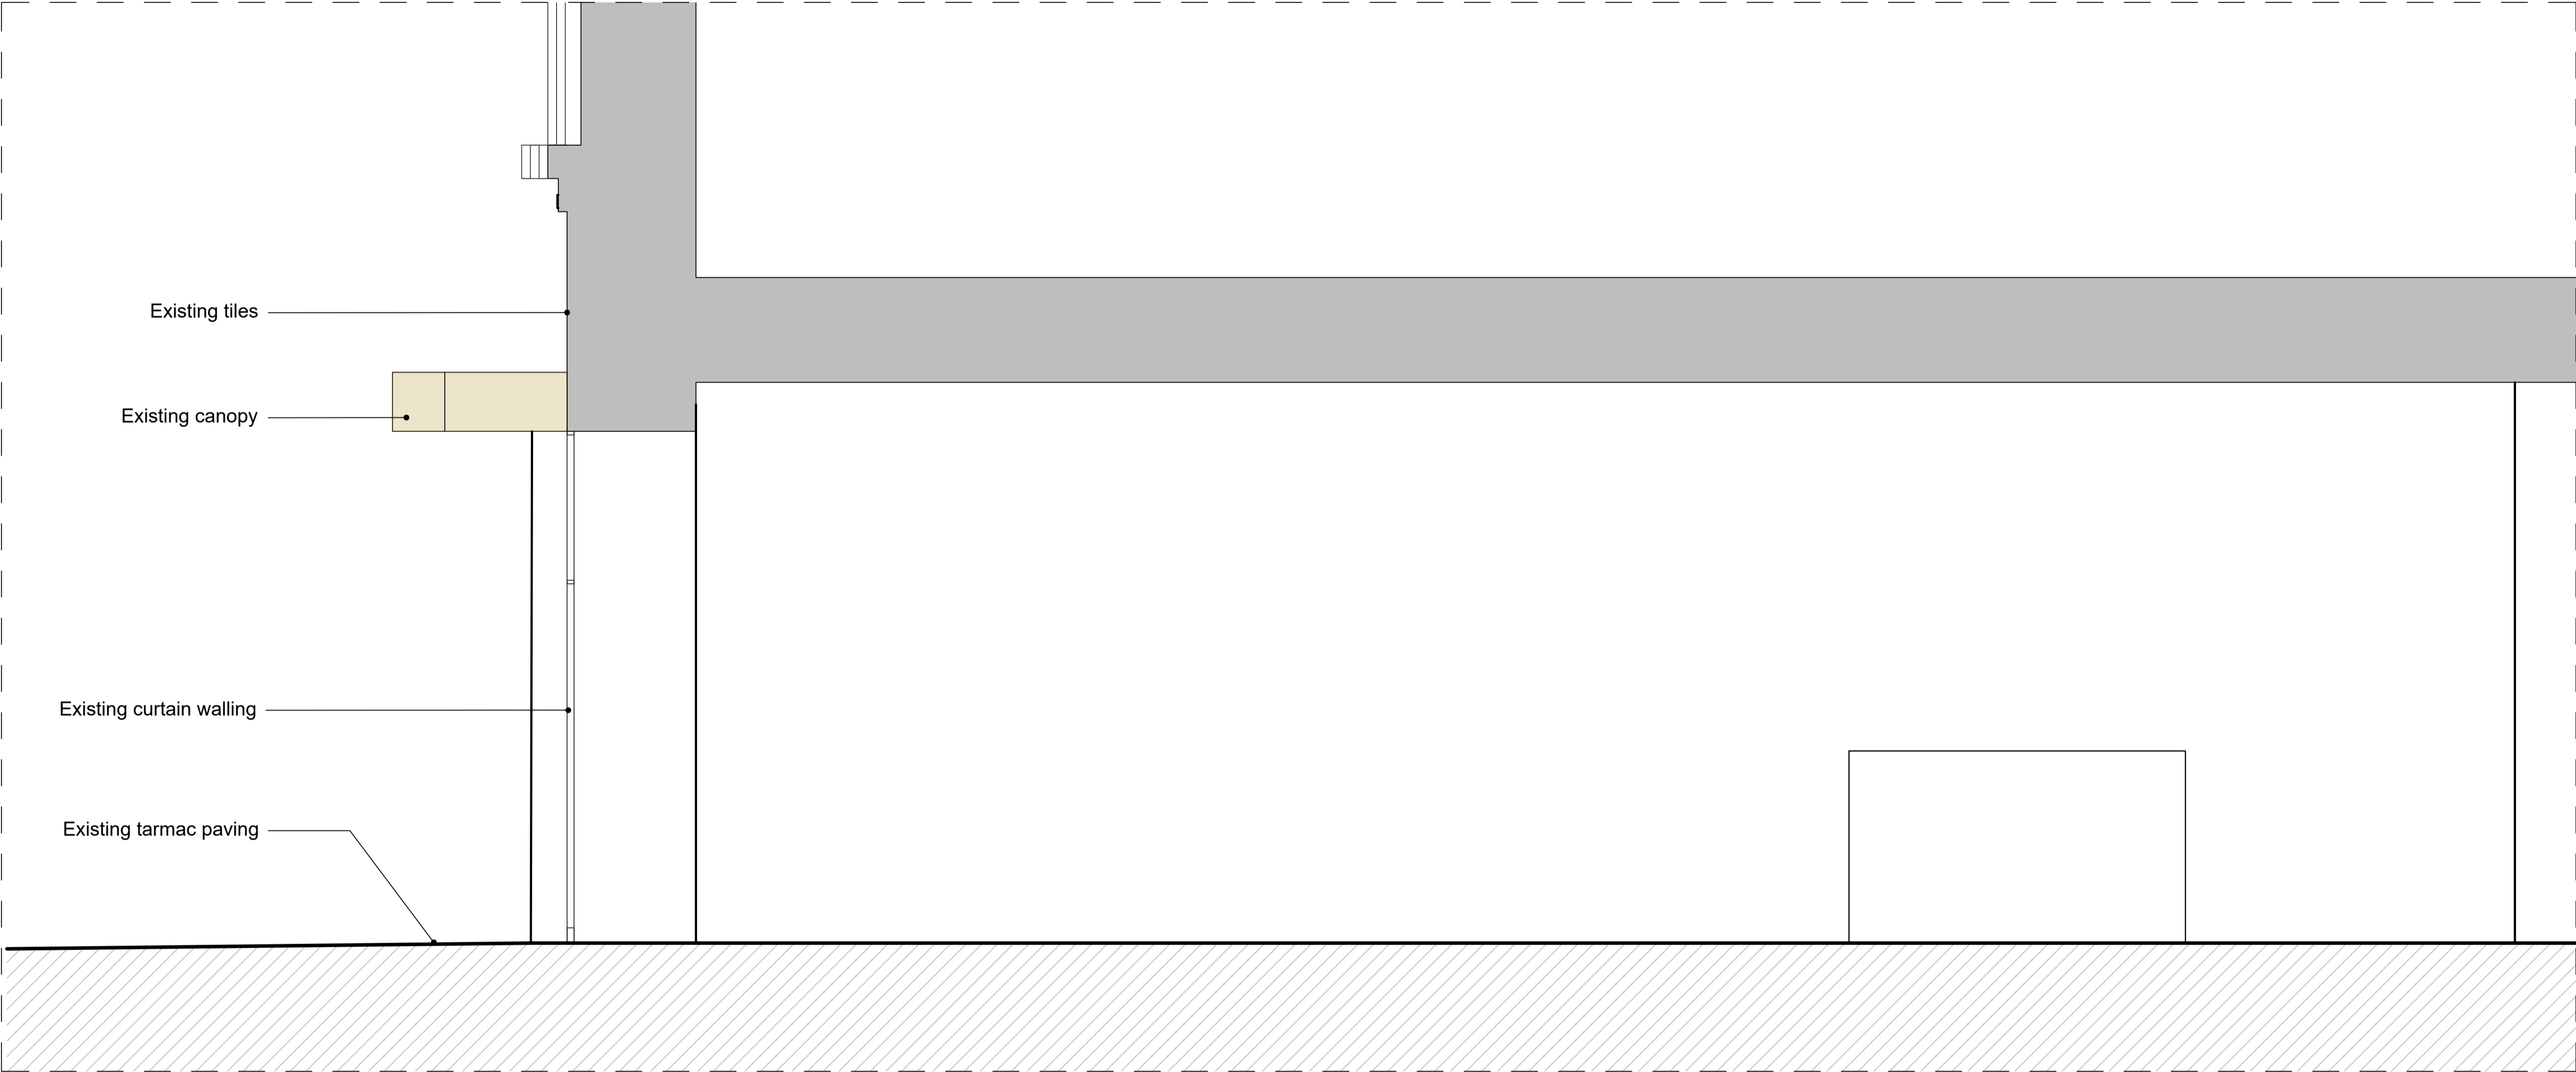 Existing tiles
Existing canopy
Existing curtain walling
Existing tarmac paving